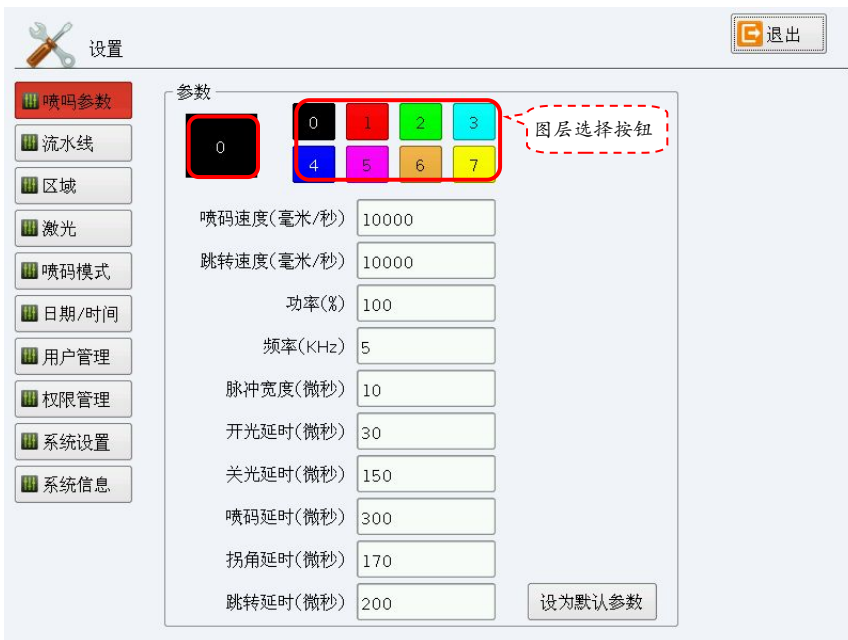 设置
退出
喷吗参数
流水线
区域
激光
喷码模式
日期/时间
用户管理
权限管理
系统设置
系统信息
参数
0
0 1 2 3
4 5 6 7
图层选择按钮
喷码速度(毫米/秒) 10000
跳转速度(毫米/秒) 10000
功率(%) 100
频率(KHz) 5
脉冲宽度(微秒) 10
开光延时(微秒) 30
关光延时(微秒) 150
喷码延时(微秒) 300
拐角延时(微秒) 170
跳转延时(微秒) 200
设为默认参数